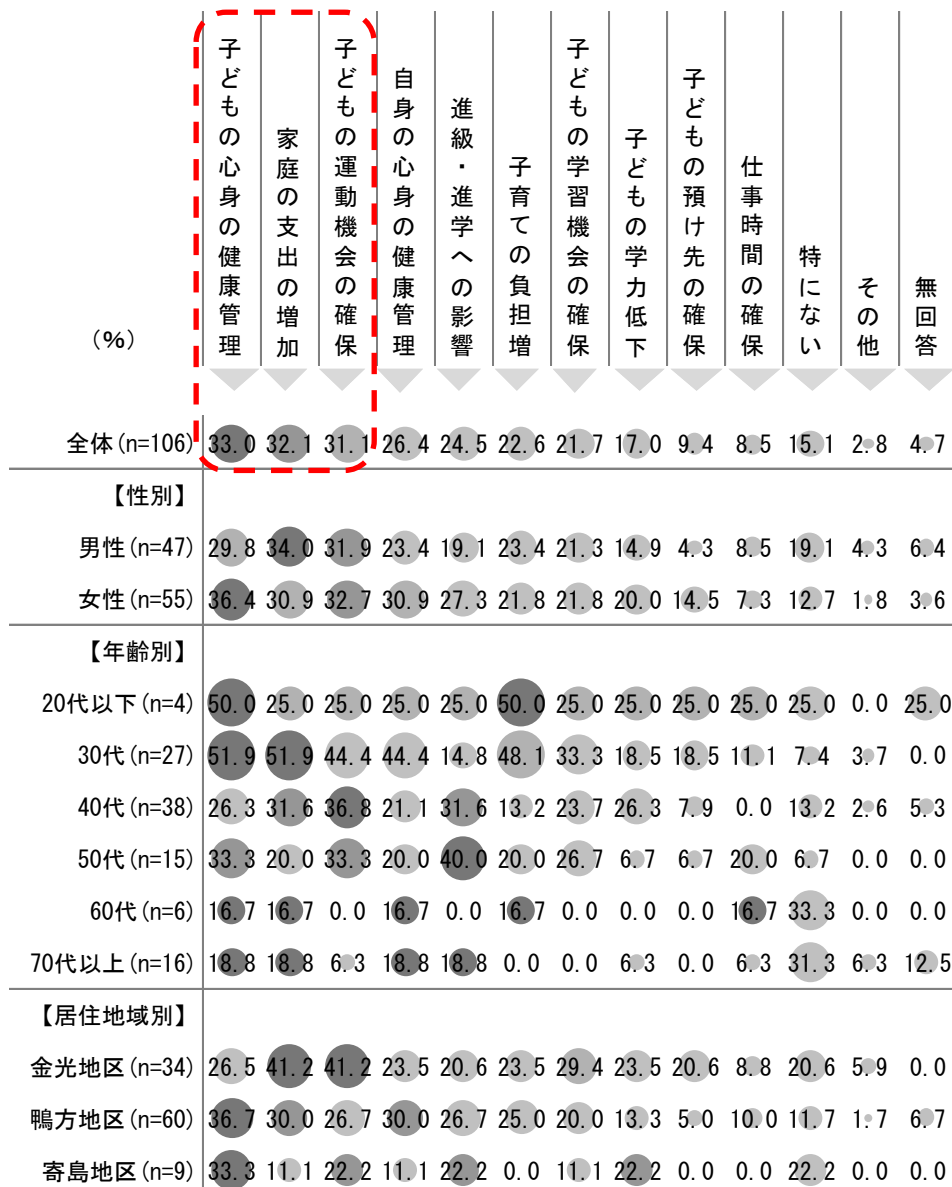 子どもの心身の健康管理
家庭の支出の増加
子どもの運動機会の確保
自身の心身の健康管理
進級・進学への影響
子育ての負担増
子どもの学習機会の確保
子どもの学力低下
子どもの預け先の確保
仕事時間の確保
特にない
その他
無回答
(%)
全体(n=106) 33.0 32.1 31.1 26.4 24.5 22.6 21.7 17.0 9.4 8.5 15.1 2.8 4.7
【性別】
男性(n=47) 29.8 34.0 31.9 23.4 19.1 23.4 21.3 14.9 4.3 8.5 19.1 4.3 6.4
女性(n=55) 36.4 30.9 32.7 30.9 27.3 21.8 21.8 20.0 14.5 7.3 12.7 1.8 3.6
【年齢別】
20代以下(n=4) 50.0 25.0 25.0 25.0 25.0 50.0 25.0 25.0 25.0 25.0 25.0 0.0 25.0
30代(n=27) 51.9 51.9 44.4 44.4 14.8 48.1 33.3 18.5 18.5 11.1 7.4 3.7 0.0
40代(n=38) 26.3 31.6 36.8 21.1 31.6 13.2 23.7 26.3 7.9 0.0 13.2 2.6 5.3
50代(n=15) 33.3 20.0 33.3 20.0 40.0 20.0 26.7 6.7 6.7 20.0 6.7 0.0 0.0
60代(n=6) 16.7 16.7 0.0 16.7 0.0 16.7 0.0 0.0 0.0 16.7 33.3 0.0 0.0
70代以上(n=16) 18.8 18.8 6.3 18.8 18.8 0.0 0.0 6.3 0.0 6.3 31.3 6.3 12.5
【居住地域別】
金光地区(n=34) 26.5 41.2 41.2 23.5 20.6 23.5 29.4 23.5 20.6 8.8 20.6 5.9 0.0
鴨方地区(n=60) 36.7 30.0 26.7 30.0 26.7 25.0 20.0 13.3 5.0 10.0 11.7 1.7 6.7
寄島地区(n=9) 33.3 11.1 22.2 11.1 22.2 0.0 11.1 22.2 0.0 0.0 22.2 0.0 0.0